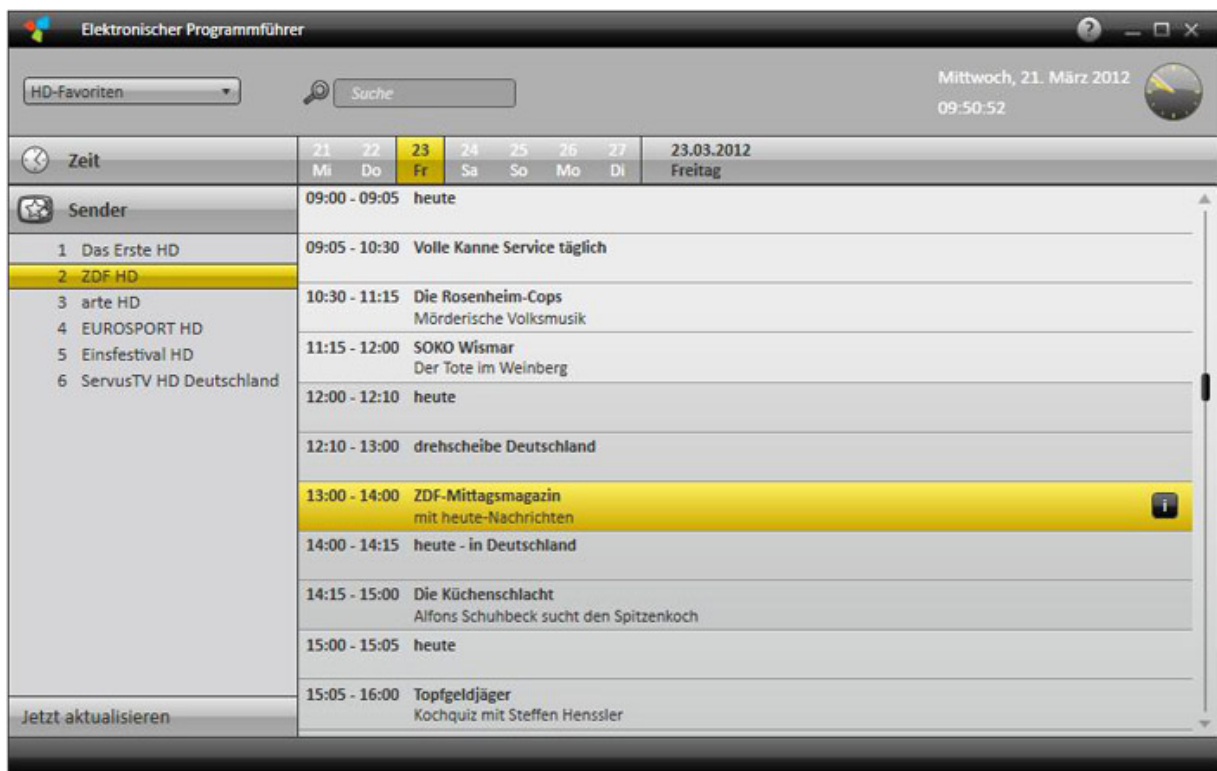 Elektronischer Programmführer
HD-Favoriten
Suche
Mittwoch, 21. März 2012
09:50:52
Zeit
21 22 23 24 25 26 27
Mi Do Fr Sa So Mo Di
23.03.2012
Freitag
Sender
1 Das Erste HD
2 ZDF HD
3 arte HD
4 EUROSPORT HD
5 Einsfestival HD
6 ServusTV HD Deutschland
Jetzt aktualisieren
09:00 - 09:05 heute
09:05 - 10:30 Volle Kanne Service täglich
10:30 - 11:15 Die Rosenheim-Cops
Mörderische Volksmusik
11:15 - 12:00 SOKO Wismar
Der Tote im Weinberg
12:00 - 12:10 heute
12:10 - 13:00 drehscheibe Deutschland
13:00 - 14:00 ZDF-Mittagsmagazin
mit heute-Nachrichten
i
14:00 - 14:15 heute - in Deutschland
14:15 - 15:00 Die Küchenschlacht
Alfons Schuhbeck sucht den Spitzenkoch
15:00 - 15:05 heute
15:05 - 16:00 Topfgeldjäger
Kochquiz mit Steffen Henssler